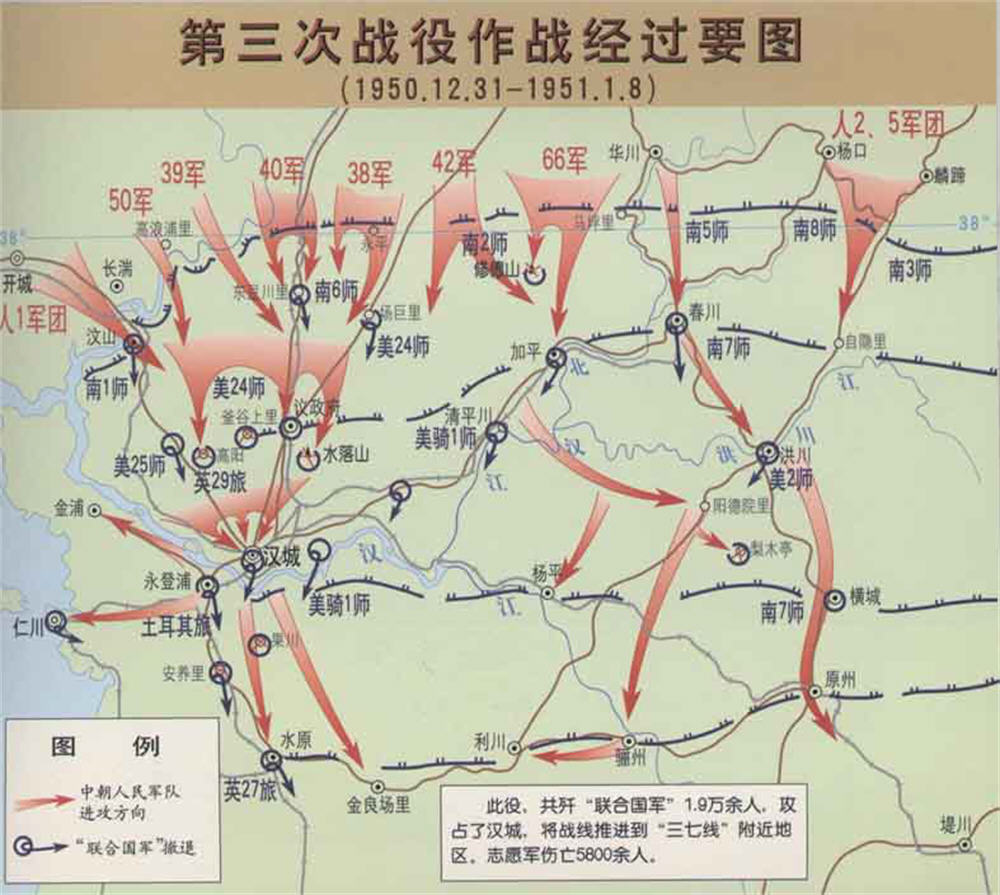 第三次战役作战经过要图
(1950.12.31-1951.1.8)
人2、5军团
39军
40军
38军
42军
66军
50军
华川
杨口
麟蹄
马坪里
38°
高浪浦里
永平
南2师
南5师
南8师
38°
开城
长湍
修德山
南3师
东豆川里
南6师
人1军团
汶山
场巨里
春川
美24师
加平
南7师
自隐里
南1师
美24师
北
江
釜谷上里
议政府
清平川
美骑1师
汉
川
美25师
高阳
水落山
洪
洪川
英29旅
江
美2师
金浦
阳德院里
汉城
汉
梨木亭
永登浦
杨平
仁川
土耳其旅
美骑1师
江
南7师
横城
果川
安养里
原州
图 例
水原
利川
骊州
中朝人民军队
进攻方向
英27旅
金良场里
此役，共歼“联合国军”1.9万余人，攻
占了汉城，将战线推进到“三七线”附近地
区。志愿军伤亡5800余人。
“联合国军”撤退
堤川